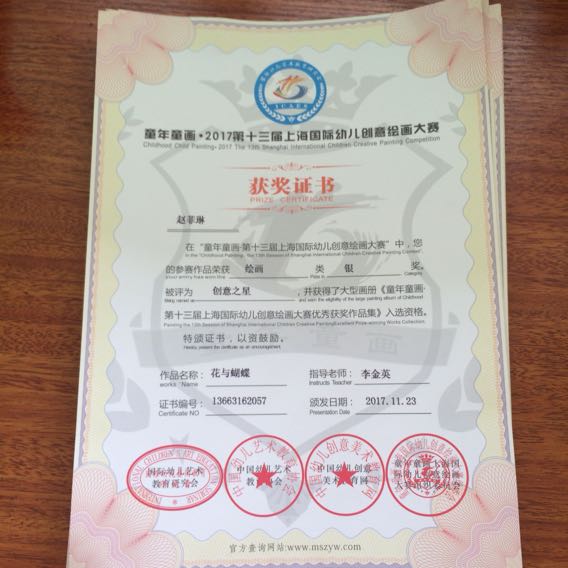 I C A E S
童年童画·2017第十三届上海国际幼儿创意绘画大赛
Childhood Child Painting• 2017 The 13th Shanghai International Children Creative Painting Competition
获奖证书
PRIZE CERTIFICATE
赵菲琳
在“童年童画·第十三届上海国际幼儿创意绘画大赛”中，您
的参赛作品荣获 绘画 类 银 奖。
被评为 创意之星 ，并获得了大型画册《童年童画·
第十三届上海国际幼儿创意绘画大赛优秀获奖作品集》入选资格。
特颁证书，以资鼓励。
作品名称： 花与蝴蝶 指导老师： 李金英
works' Name Instructs Teacher
证书编号： 13663162057 颁发日期： 2017.11.23
Certificate NO Presentation Date
国际幼儿艺术
教育研究会
中国幼儿艺术
教育协会
中国幼儿创意
美术教育网
童年童画上海国
际幼儿创意绘画
大赛组织委员会
官方查询网站:www.mszyw.com